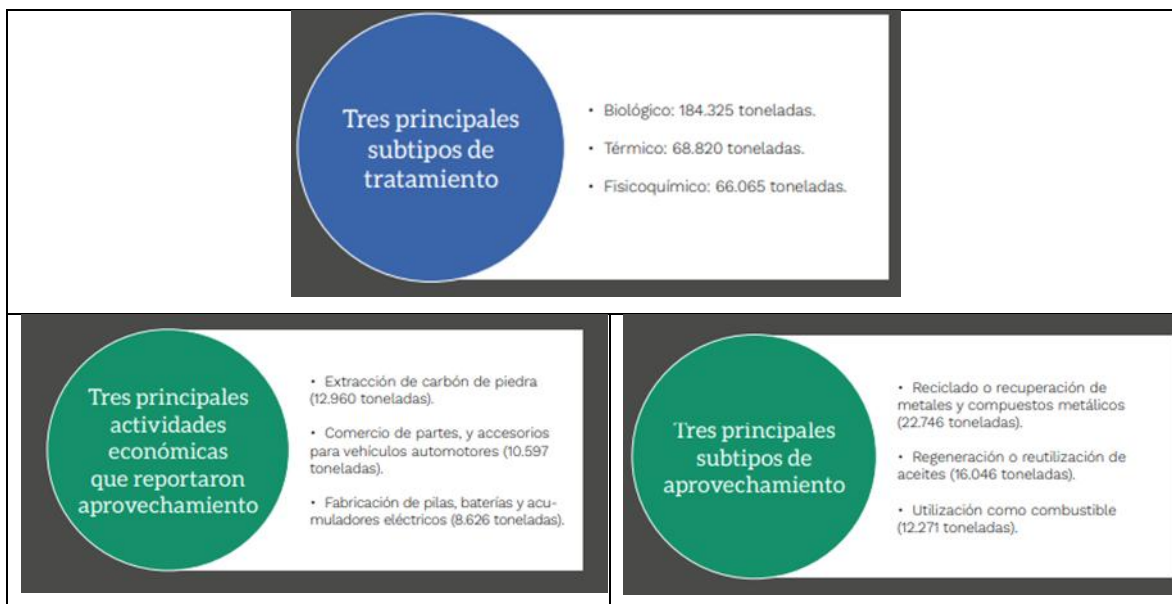 Tres principales
subtipos de
tratamiento
• Biológico: 184.325 toneladas.
• Térmico: 68.820 toneladas.
• Fisicoquímico: 66.065 toneladas.
Tres principales
actividades
económicas
que reportaron
aprovechamiento
• Extracción de carbón de piedra
(12.960 toneladas).
• Comercio de partes, y accesorios
para vehículos automotores (10.597
toneladas).
• Fabricación de pilas, baterías y acu-
muladores eléctricos (8.626 toneladas).
Tres principales
subtipos de
aprovechamiento
• Reciclado o recuperación de
metales y compuestos metálicos
(22.746 toneladas).
• Regeneración o reutilización de
aceites (16.046 toneladas).
• Utilización como combustible
(12.271 toneladas).